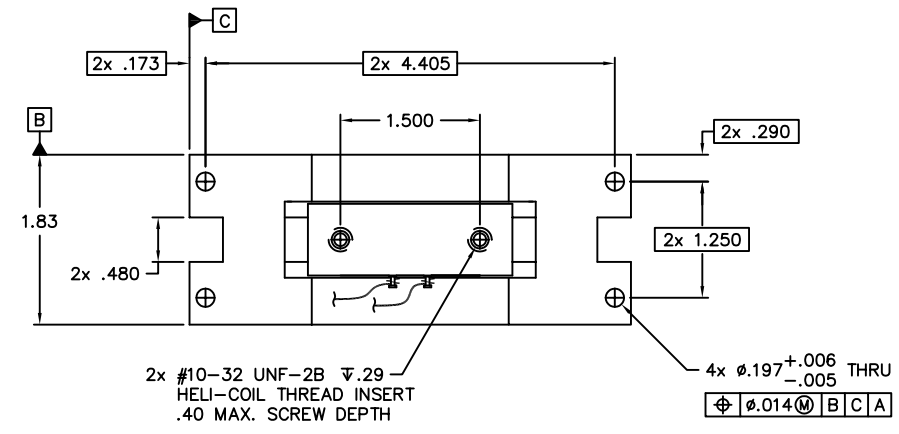 C
2x .173
2x 4.405
B
1.500
2x .290
1.83
2x 1.250
2x .480
2x #10-32 UNF-2B ↧.29
HELI-COIL THREAD INSERT
.40 MAX. SCREW DEPTH
4x ⌀.197 +.006 -.005 THRU
⌖ ⌀.014 Ⓜ B C A